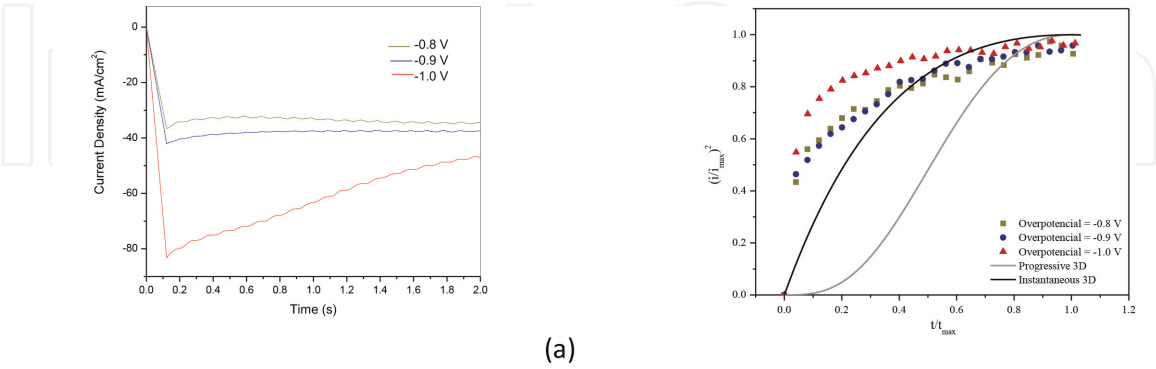 0
-20
-40
-60
-80
Current Density (mA/cm²)
-0.8 V
-0.9 V
-1.0 V
0.0 0.2 0.4 0.6 0.8 1.0 1.2 1.4 1.6 1.8 2.0
Time (s)
1.0
0.8
0.6
0.4
0.2
0.0
(i/imax)²
Overpotencial = -0.8 V
Overpotencial = -0.9 V
Overpotencial = -1.0 V
Progressive 3D
Instantaneous 3D
0.0 0.2 0.4 0.6 0.8 1.0 1.2
t/tmax
(a)